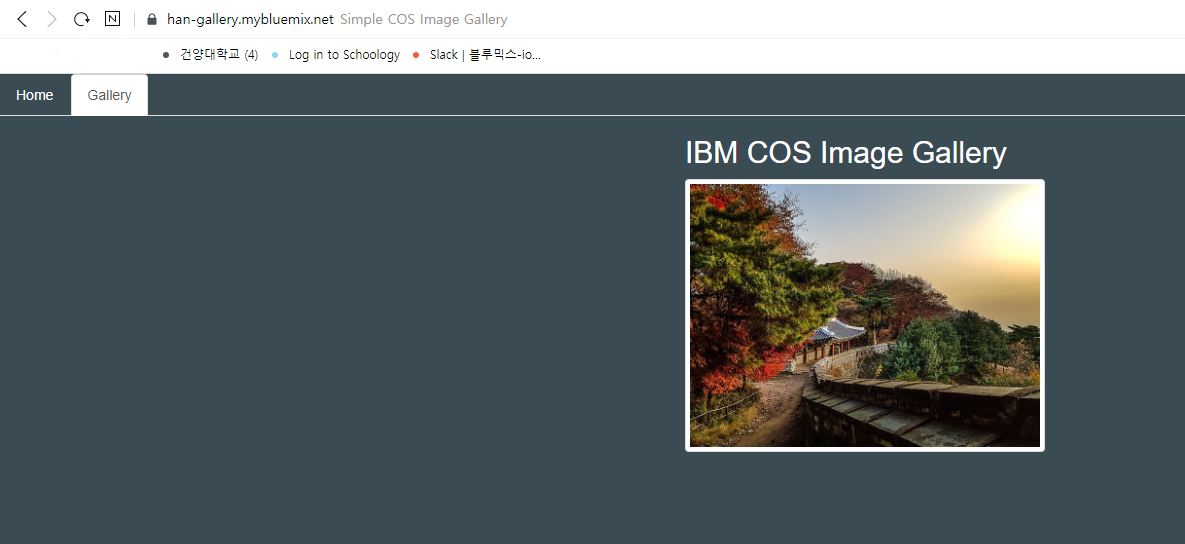 N han-gallery.mybluemix.net Simple COS Image Gallery
건양대학교 (4) Log in to Schoology Slack | 블루믹스-io...
Home Gallery
IBM COS Image Gallery